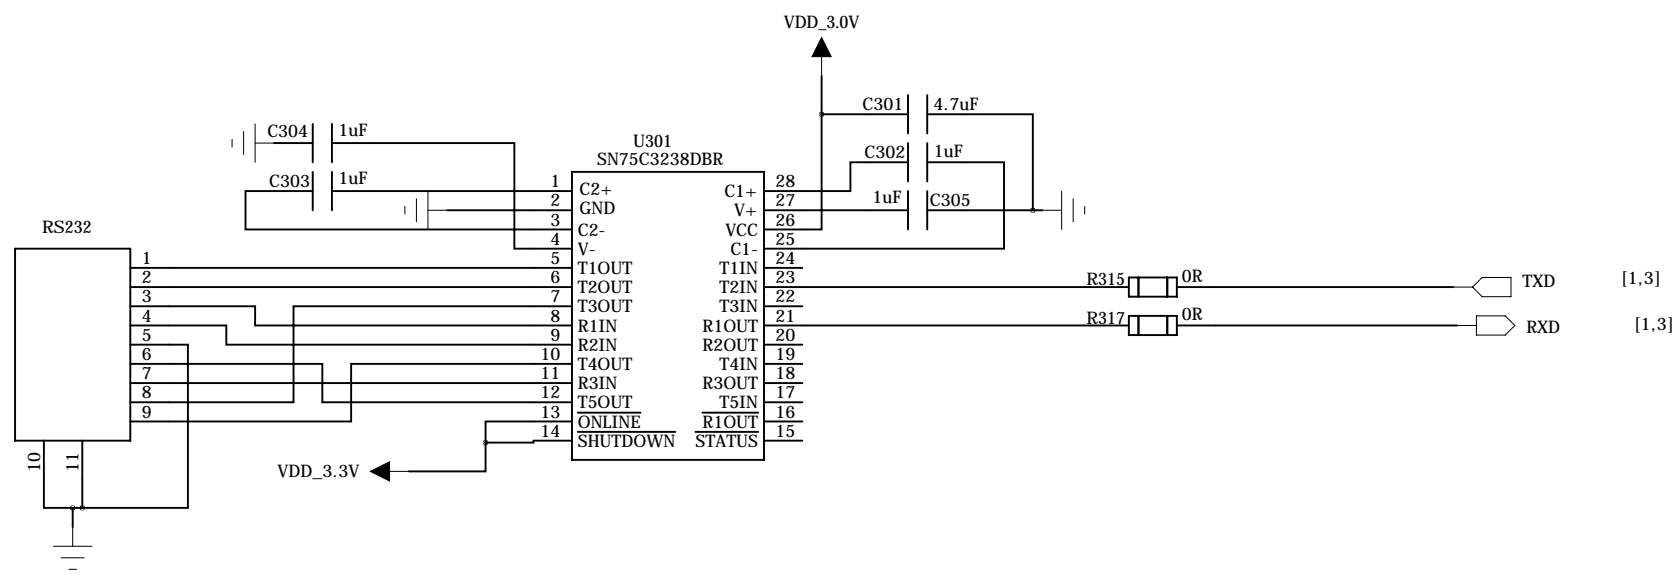 VDD_3.0V
C301 4.7uF
C304 1uF
U301
SN75C3238DBR
C302 1uF
C303 1uF
1 C2+ C1+ 28
1uF C305
2 GND V+ 27
3 C2- VCC 26
RS232
4 V- C1- 25
1 5 T1OUT T1IN 24
2 6 T2OUT T2IN 23 R315 0R TXD [1,3]
3 7 T3OUT T3IN 22
4 8 R1IN R1OUT 21 R317 0R RXD [1,3]
5 9 R2IN R2OUT 20
6 10 T4OUT T4IN 19
7 11 R3IN R3OUT 18
8 12 T5OUT T5IN 17
9 13 ONLINE R1OUT 16
14 SHUTDOWN STATUS 15
10 11
VDD_3.3V